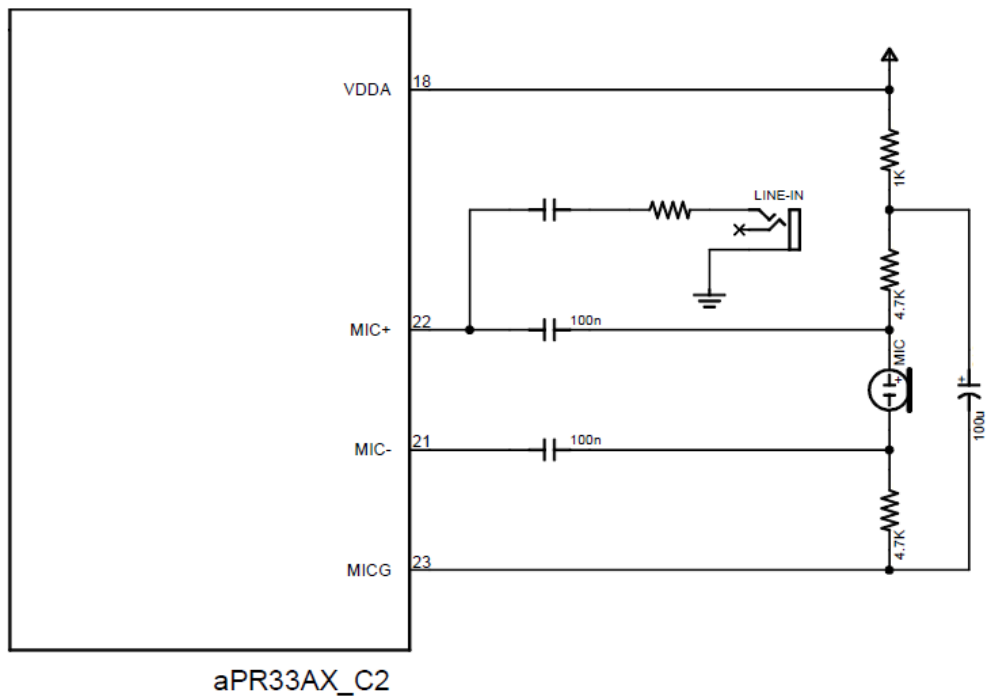 VDDA
18
1K
LINE-IN
4.7K
MIC+
22
100n
MIC
+
+
100u
MIC-
21
100n
4.7K
MICG
23
aPR33AX_C2